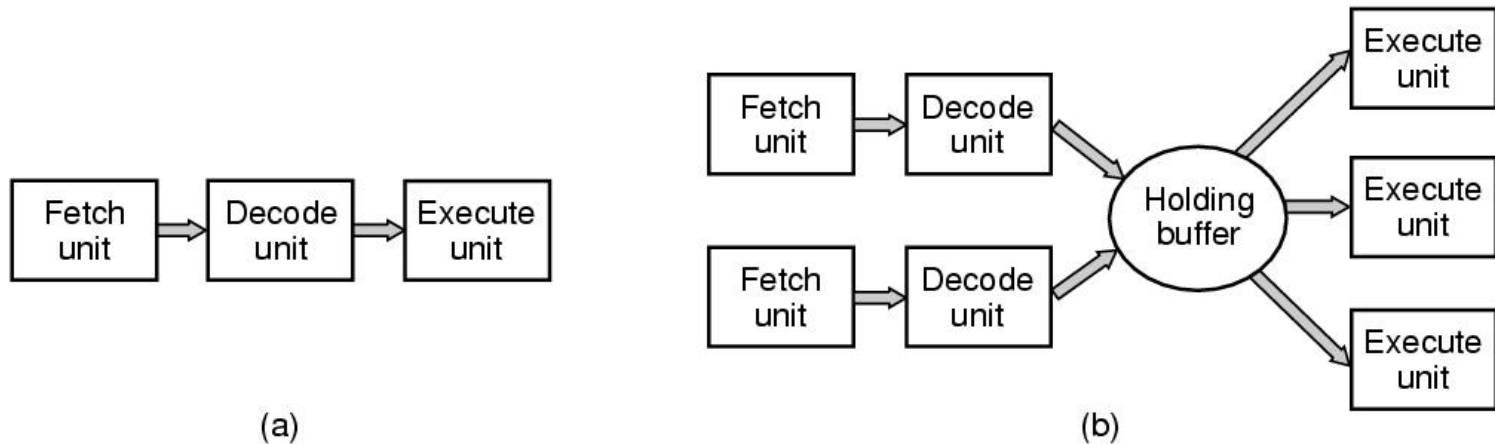 Fetch
unit
Decode
unit
Execute
unit
(a)
Fetch
unit
Decode
unit
Fetch
unit
Decode
unit
Holding
buffer
Execute
unit
Execute
unit
Execute
unit
(b)